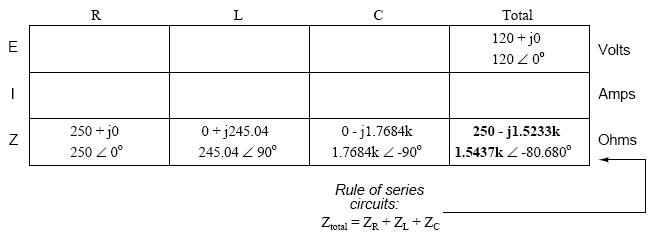 R L C Total
E 120 + j0 Volts
120 ∠ 0°
I Amps
Z 250 + j0 0 + j245.04 0 - j1.7684k 250 - j1.5233k Ohms
250 ∠ 0° 245.04 ∠ 90° 1.7684k ∠ -90° 1.5437k ∠ -80.680°
Rule of series
circuits:
Ztotal = ZR + ZL + ZC